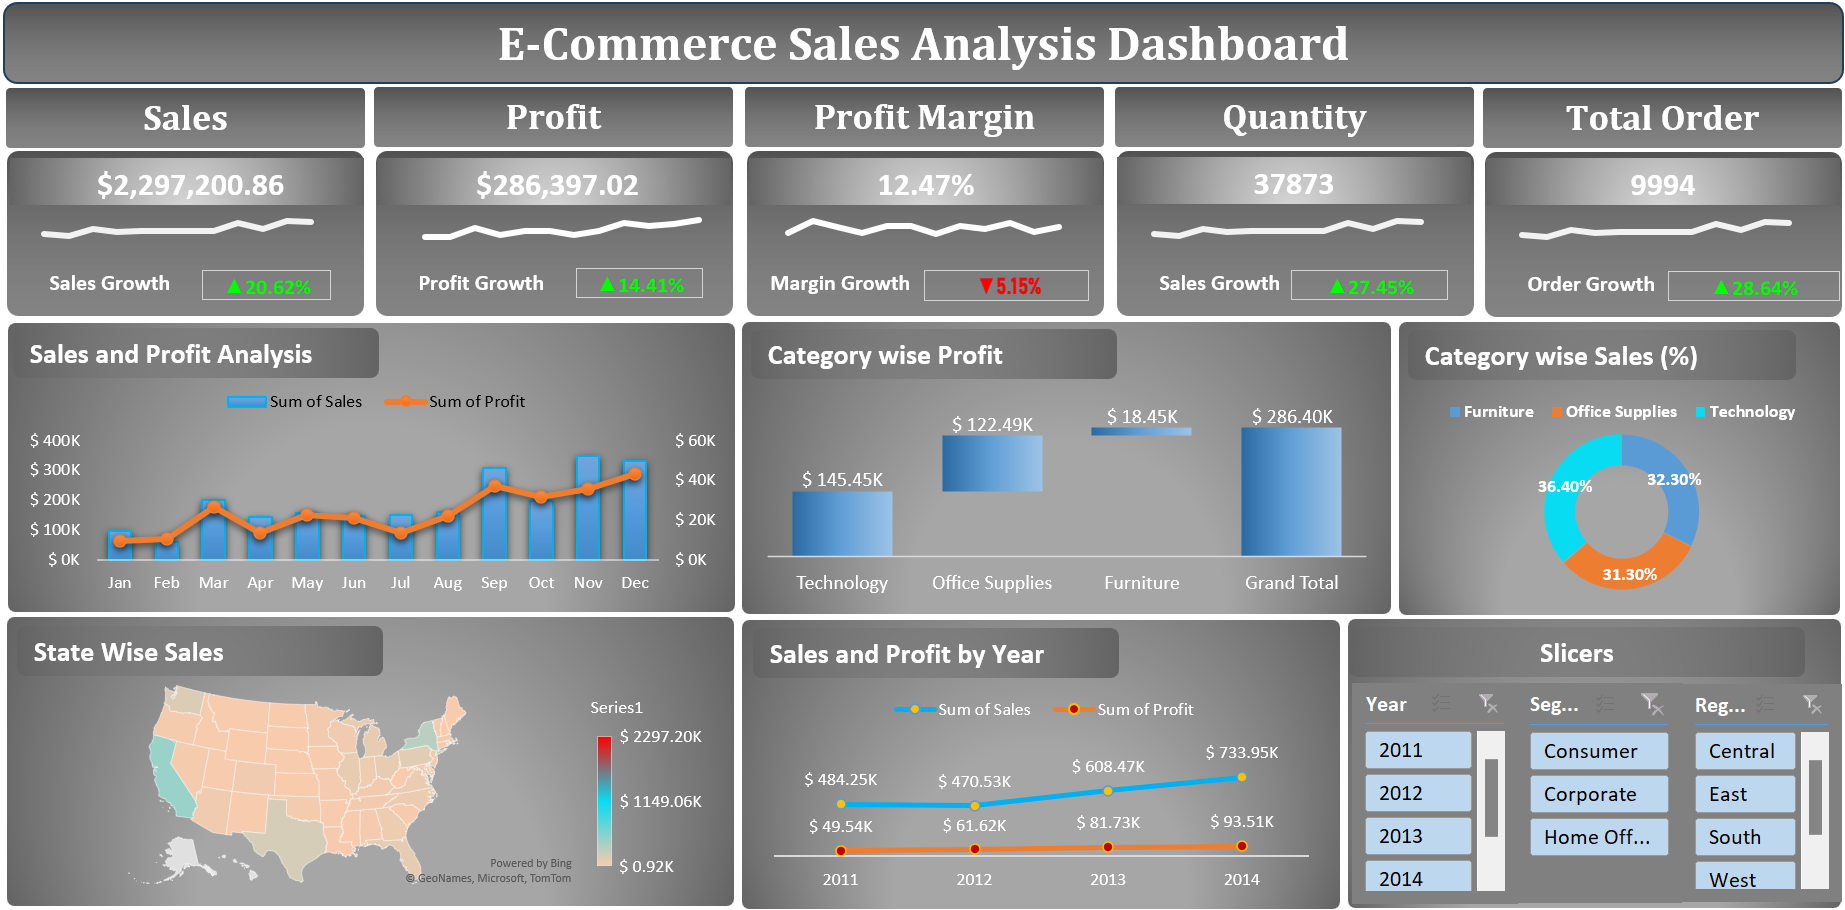 E-Commerce Sales Analysis Dashboard
Sales
Profit
Profit Margin
Quantity
Total Order
$2,297,200.86
$286,397.02
12.47%
37873
9994
Sales Growth ▲20.62%
Profit Growth ▲14.41%
Margin Growth ▼5.15%
Sales Growth ▲27.45%
Order Growth ▲28.64%
Sales and Profit Analysis
Sum of Sales Sum of Profit
$ 400K
$ 300K
$ 200K
$ 100K
$ 0K
$ 60K
$ 40K
$ 20K
$ 0K
Jan Feb Mar Apr May Jun Jul Aug Sep Oct Nov Dec
Category wise Profit
$ 145.45K
$ 122.49K
$ 18.45K
$ 286.40K
Technology Office Supplies Furniture Grand Total
Category wise Sales (%)
Furniture Office Supplies Technology
36.40%
32.30%
31.30%
State Wise Sales
Series1
$ 2297.20K
$ 1149.06K
$ 0.92K
Powered by Bing
© GeoNames, Microsoft, TomTom
Sales and Profit by Year
Sum of Sales Sum of Profit
$ 484.25K
$ 470.53K
$ 608.47K
$ 733.95K
$ 49.54K
$ 61.62K
$ 81.73K
$ 93.51K
2011 2012 2013 2014
Slicers
Year
2011
2012
2013
2014
Seg...
Consumer
Corporate
Home Off...
Reg...
Central
East
South
West